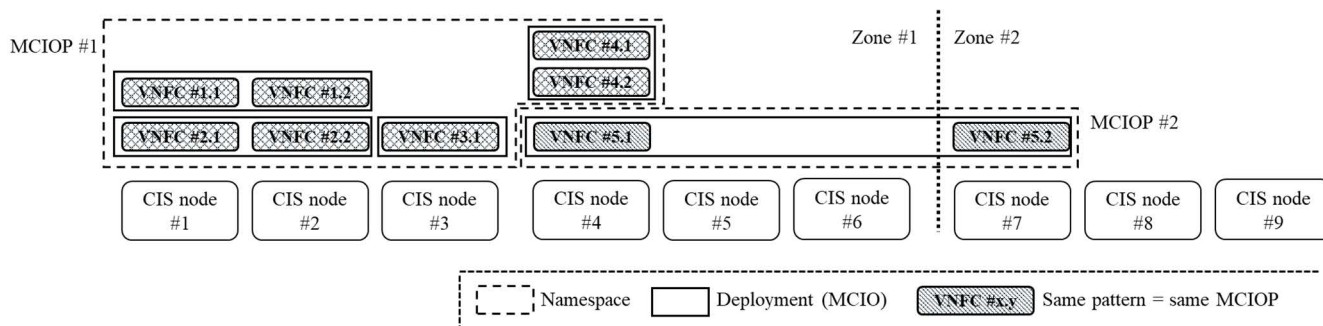 MCIOP #1
VNFC #4.1
Zone #1
Zone #2
VNFC #4.2
VNFC #1.1
VNFC #1.2
VNFC #2.1
VNFC #2.2
VNFC #3.1
VNFC #5.1
VNFC #5.2
MCIOP #2
CIS node
#1
CIS node
#2
CIS node
#3
CIS node
#4
CIS node
#5
CIS node
#6
CIS node
#7
CIS node
#8
CIS node
#9
Namespace
Deployment (MCIO)
VNFC #x.y
Same pattern = same MCIOP